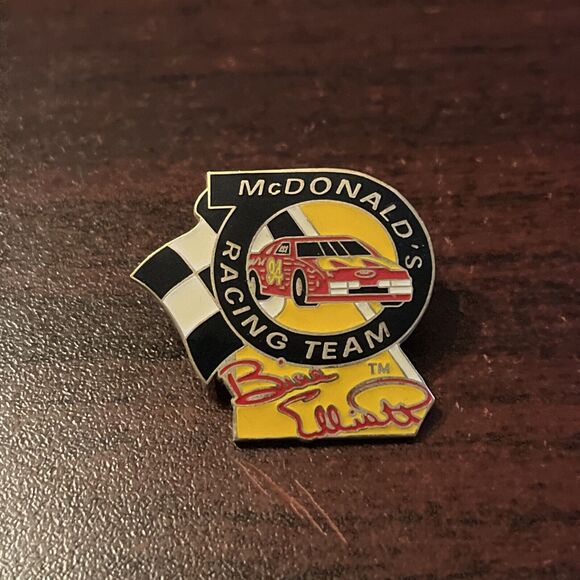 McDONALD'S
RACING TEAM
94
Bill
Elliott
TM